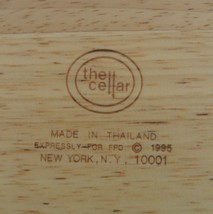 the
cellar
MADE IN THAILAND
EXPRESSLY-FOR FPD © 1995
NEW YORK, N.Y. 10001